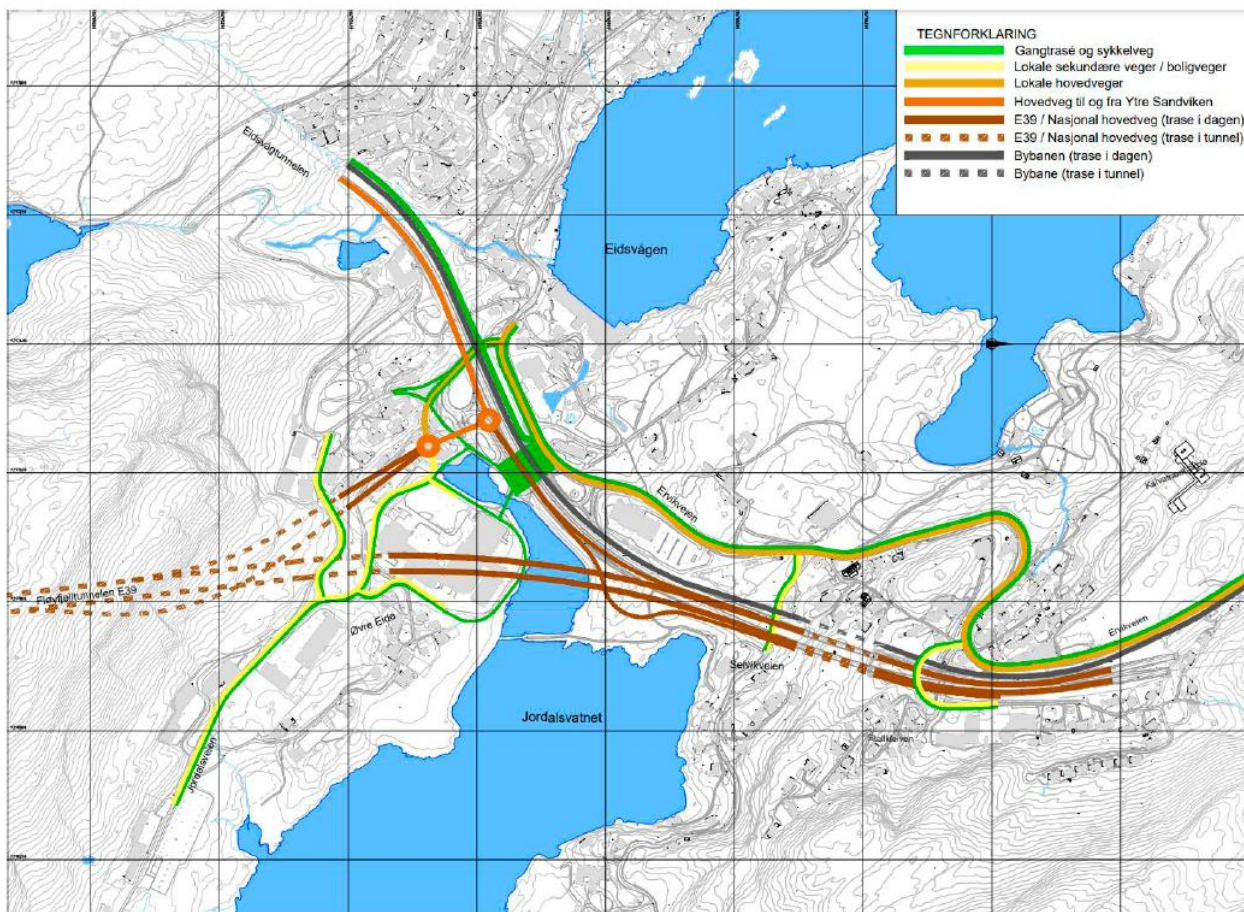 TEGNFORKLARING
Gangtrasé og sykkelveg
Lokale sekundære veger / boligveger
Lokale hovedveger
Hovedveg til og fra Ytre Sandviken
E39 / Nasjonal hovedveg (trase i dagen)
E39 / Nasjonal hovedveg (trase i tunnel)
Bybanen (trase i dagen)
Bybane (trase i tunnel)
Eidsvågtunnelen
Eidsvågen
Ervikveien
Fløyfjelltunnelen E39
Øvre Eide
Ervikveien
Selvikveien
Jordalsvatnet
Jordalsveien